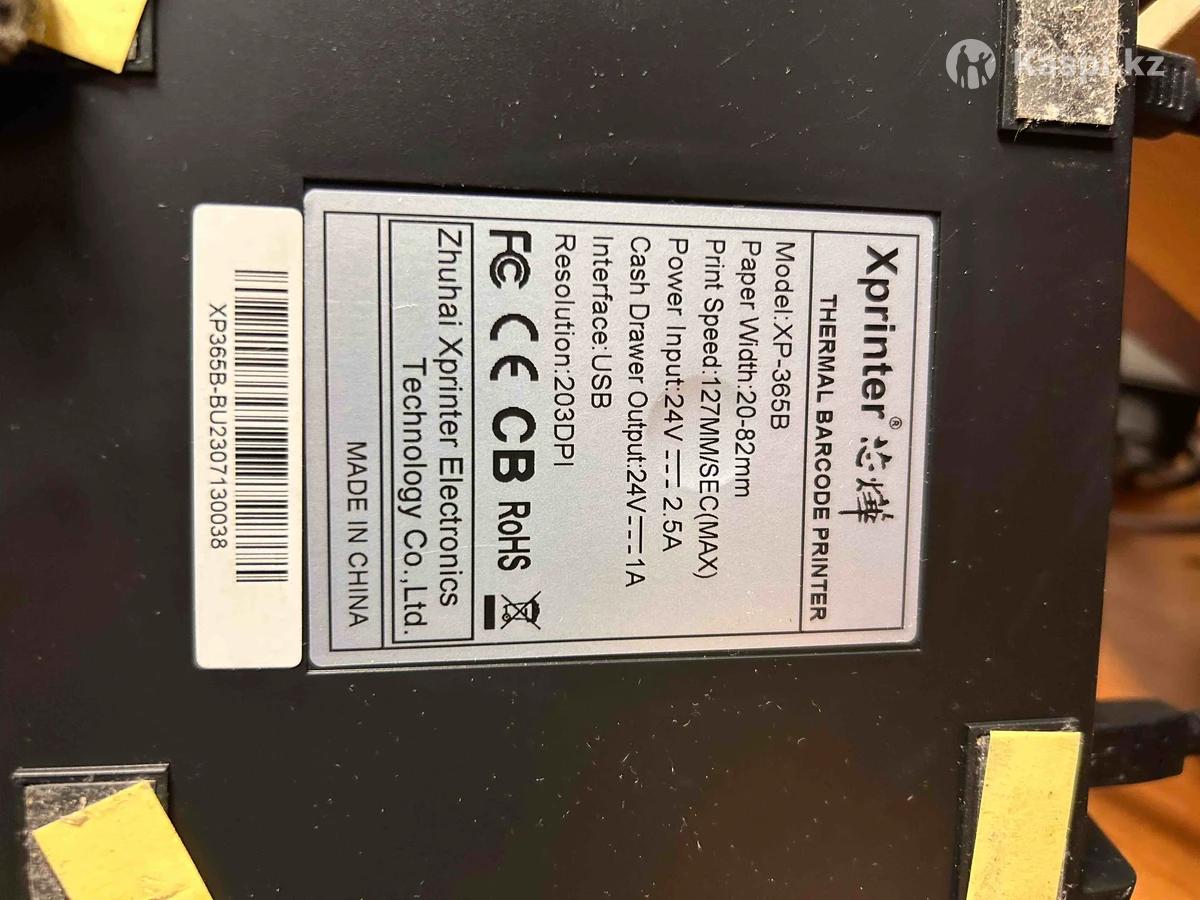 Kaspi.kz
Xprinter® 芯烨
THERMAL BARCODE PRINTER
Model:XP-365B
Paper Width:20-82mm
Print Speed:127MM/SEC(MAX)
Power Input:24V⎓2.5A
Cash Drawer Output:24V⎓1A
Interface:USB
Resolution:203DPI
FC CE CB RoHS
Zhuhai Xprinter Electronics
Technology Co.,Ltd.
MADE IN CHINA
XP365B-BU2307130038